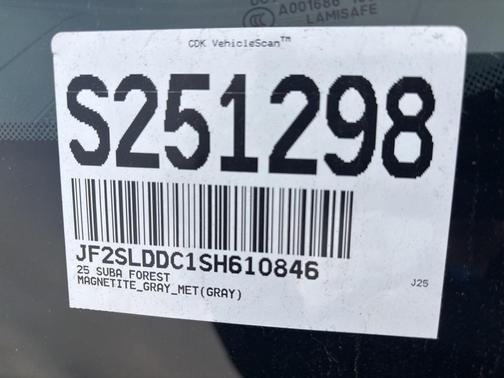 A001686
LAMISAFE
CDK VehicleScan™
S251298
JF2SLDDC1SH610846
25 SUBA FOREST
MAGNETITE_GRAY_MET(GRAY)
J25